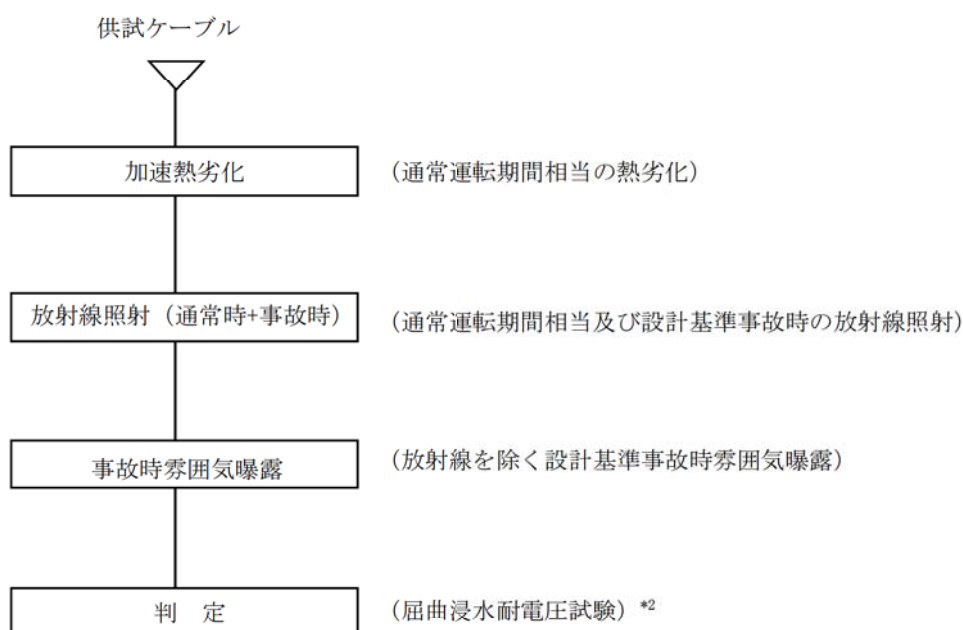 供試ケーブル
加速熱劣化 (通常運転期間相当の熱劣化)
放射線照射(通常時+事故時) (通常運転期間相当及び設計基準事故時の放射線照射)
事故時雰囲気曝露 (放射線を除く設計基準事故時雰囲気曝露)
判 定 (屈曲浸水耐電圧試験) *2